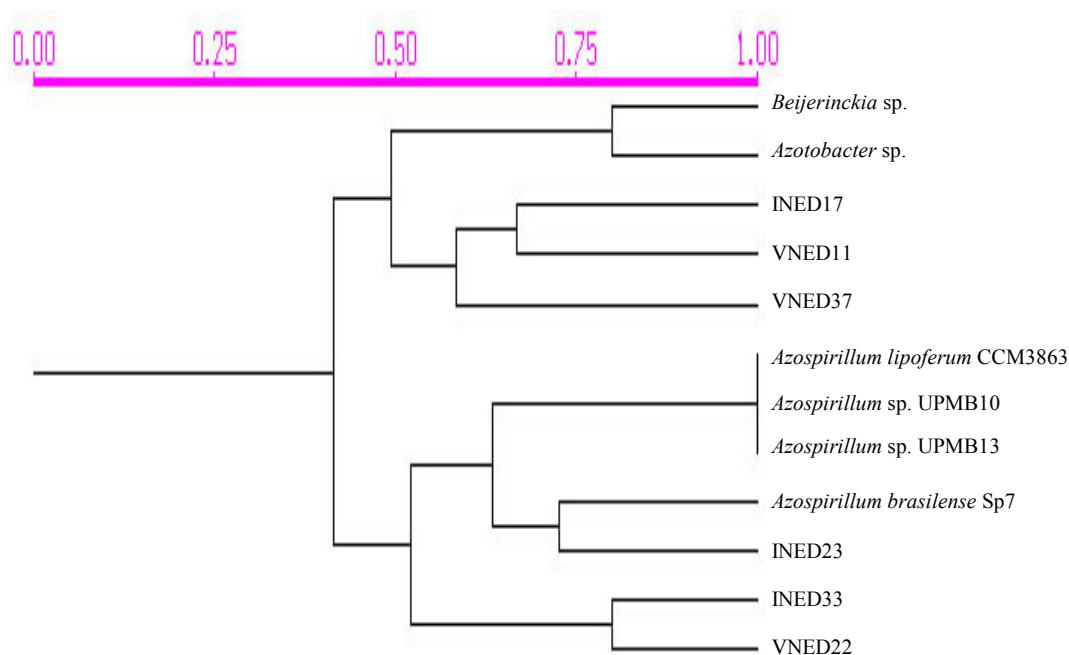 0.00 0.25 0.50 0.75 1.00
Beijerinckia sp.
Azotobacter sp.
INED17
VNED11
VNED37
Azospirillum lipoferum CCM3863
Azospirillum sp. UPMB10
Azospirillum sp. UPMB13
Azospirillum brasilense Sp7
INED23
INED33
VNED22